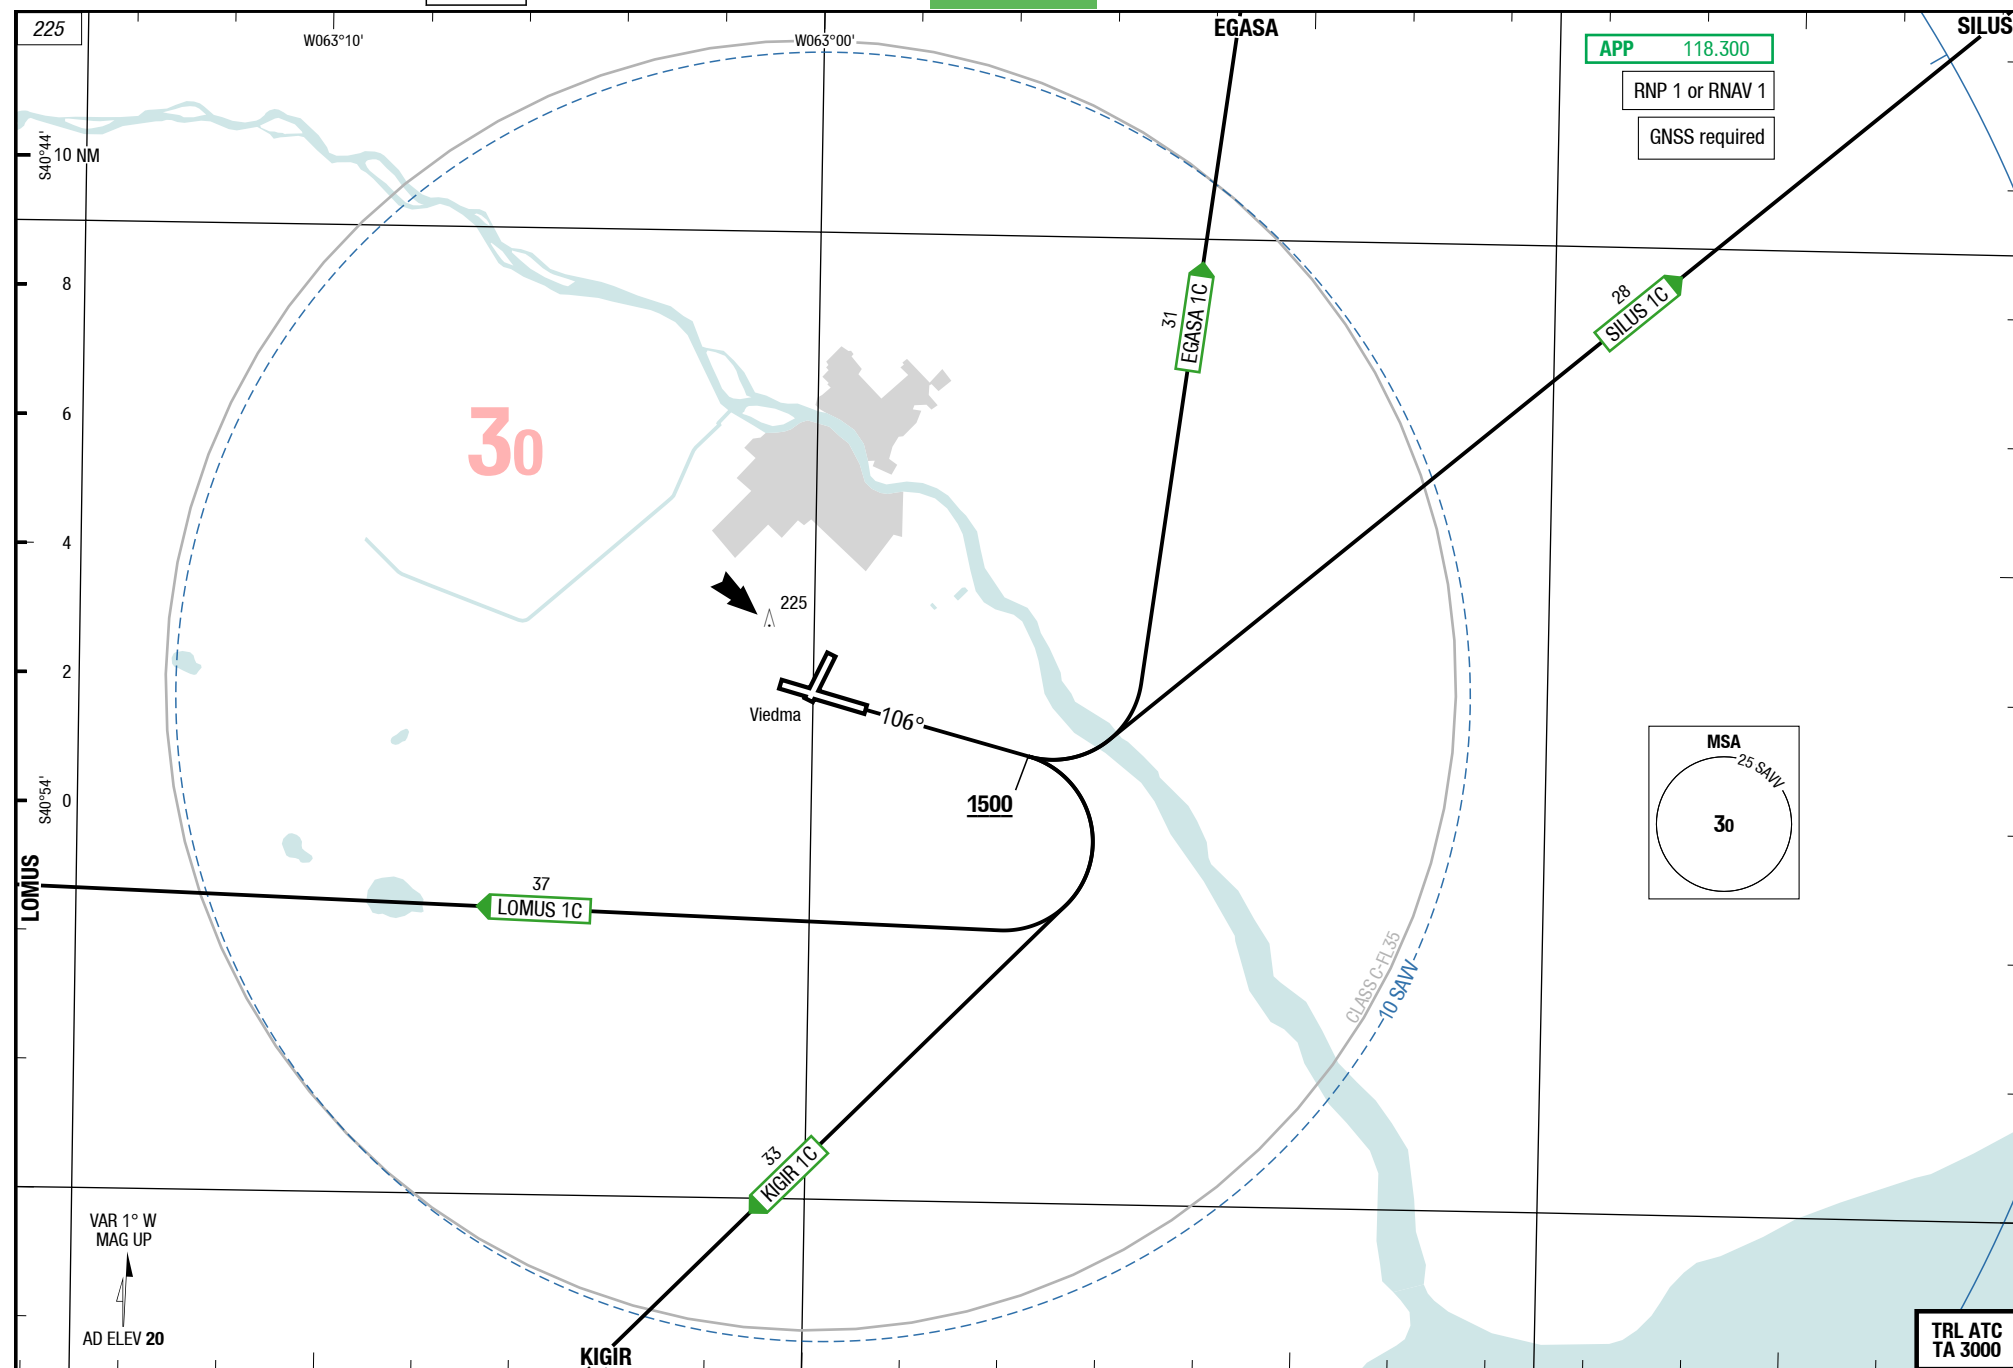 225
W063°10'
W063°00'
EGASA
SILUS
APP 118.300
RNP 1 or RNAV 1
GNSS required
S40°44'
10 NM
8
6
4
2
0
S40°54'
30
31
EGASA 1C
28
SILUS 1C
225
Viedma
106°
1500
MSA
25 SAVV
30
LOMUS
37
LOMUS 1C
CLASS C-FL35
10 SAVV
33
KIGIR 1C
VAR 1° W
MAG UP
AD ELEV 20
KIGIR
TRL ATC
TA 3000